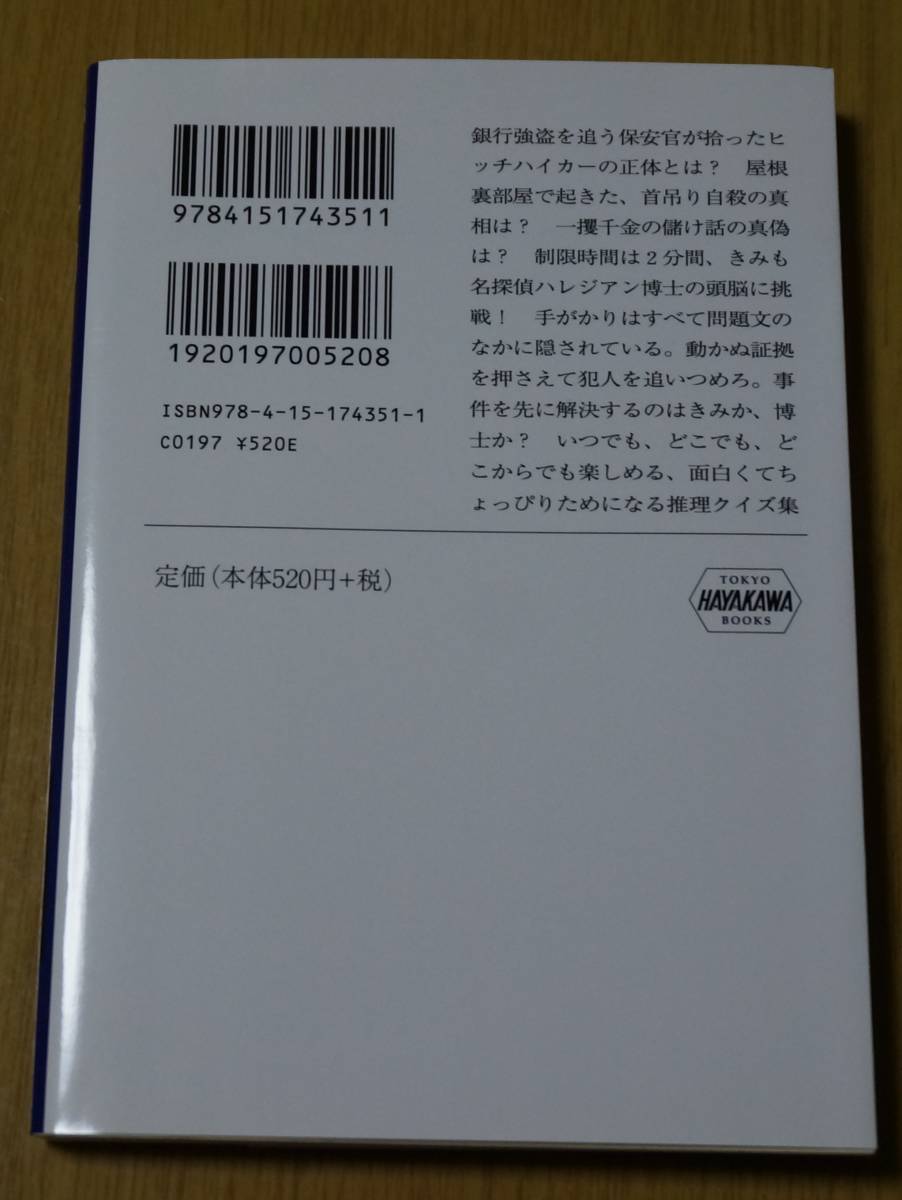 9784151743511
1920197005208
ISBN978-4-15-174351-1
C0197 ¥520E
銀行強盗を追う保安官が拾ったヒ
ッチハイカーの正体とは？　屋根
裏部屋で起きた、首吊り自殺の真
相は？　一攫千金の儲け話の真偽
は？　制限時間は２分間、きみも
名探偵ハレジアン博士の頭脳に挑
戦！　手がかりはすべて問題文の
なかに隠されている。動かぬ証拠
を押さえて犯人を追いつめろ。事
件を先に解決するのはきみか、博
士か？　いつでも、どこでも、ど
こからでも楽しめる、面白くてち
ょっぴりためになる推理クイズ集
定価（本体520円+税）
TOKYO
HAYAKAWA
BOOKS